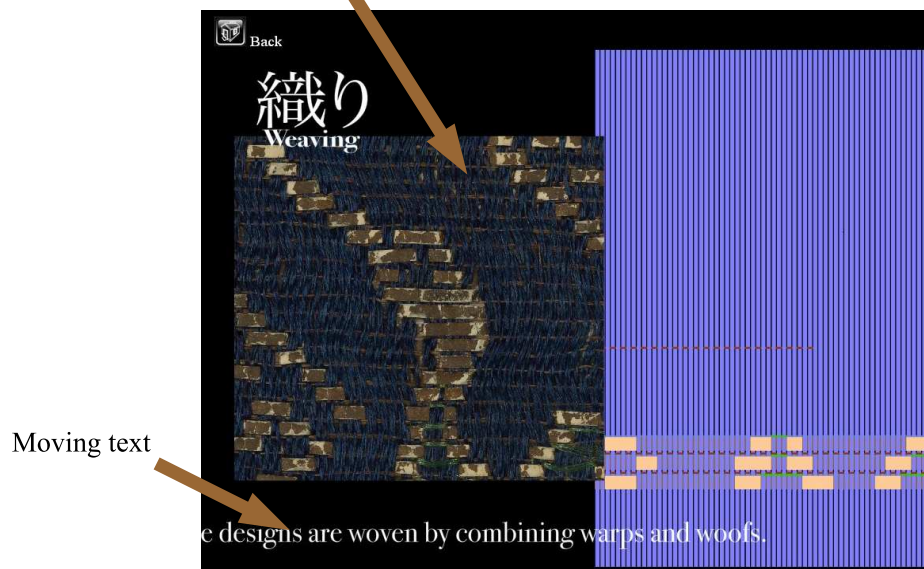 Back
織り
Weaving
Moving text
e designs are woven by combining warps and woofs.